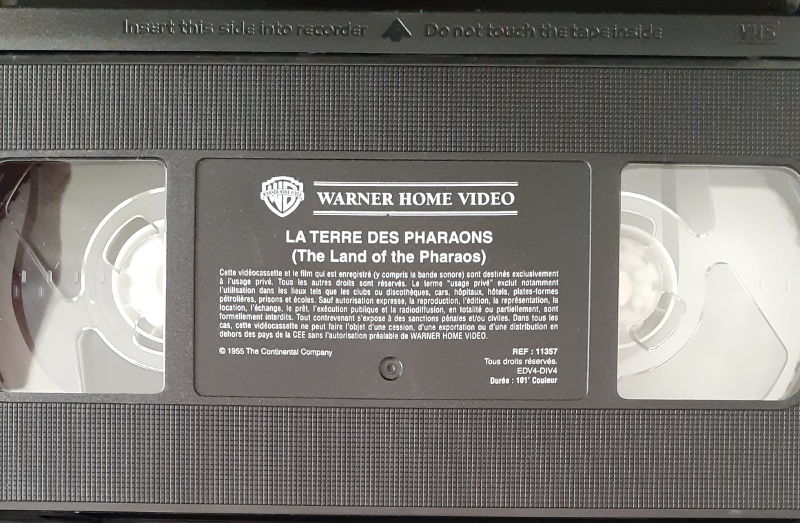 Insert this side into recorder Do not touch the tape inside VHS
WARNER HOME VIDEO
LA TERRE DES PHARAONS
(The Land of the Pharaos)
Cette vidéocassette et le film qui est enregistré (y compris la bande sonore) sont destinés exclusivement
à l'usage privé. Tous les autres droits sont réservés. Le terme "usage privé" exclut notamment
l'utilisation dans les lieux tels que les clubs ou discothèques, cars, hôpitaux, hôtels, plates-formes
pétrolières, prisons et écoles. Sauf autorisation expresse, la reproduction, l'édition, la représentation, la
location, l'échange, le prêt, l'exécution publique et la radiodiffusion, en totalité ou partiellement, sont
formellement interdits. Tout contrevenant s'expose à des sanctions pénales et/ou civiles. Dans tous les
cas, cette vidéocassette ne peut faire l'objet d'une cession, d'une exportation ou d'une distribution en
dehors des pays de la CEE sans l'autorisation préalable de WARNER HOME VIDEO.
© 1955 The Continental Company
REF : 11357
Tous droits réservés.
EDV4-DIV4
Durée : 101' Couleur